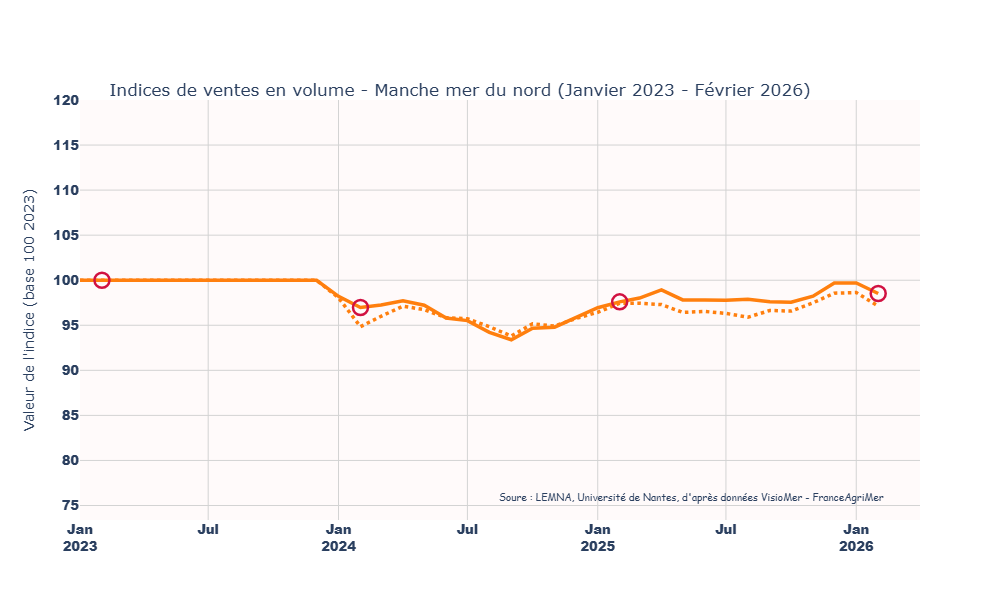 Indices de ventes en volume - Manche mer du nord (Janvier 2023 - Février 2026)
Valeur de l'indice (base 100 2023)
120
115
110
105
100
95
90
85
80
75
Soure : LEMNA, Université de Nantes, d'après données VisioMer - FranceAgriMer
Jan Jul Jan Jul Jan Jul Jan
2023 2024 2025 2026